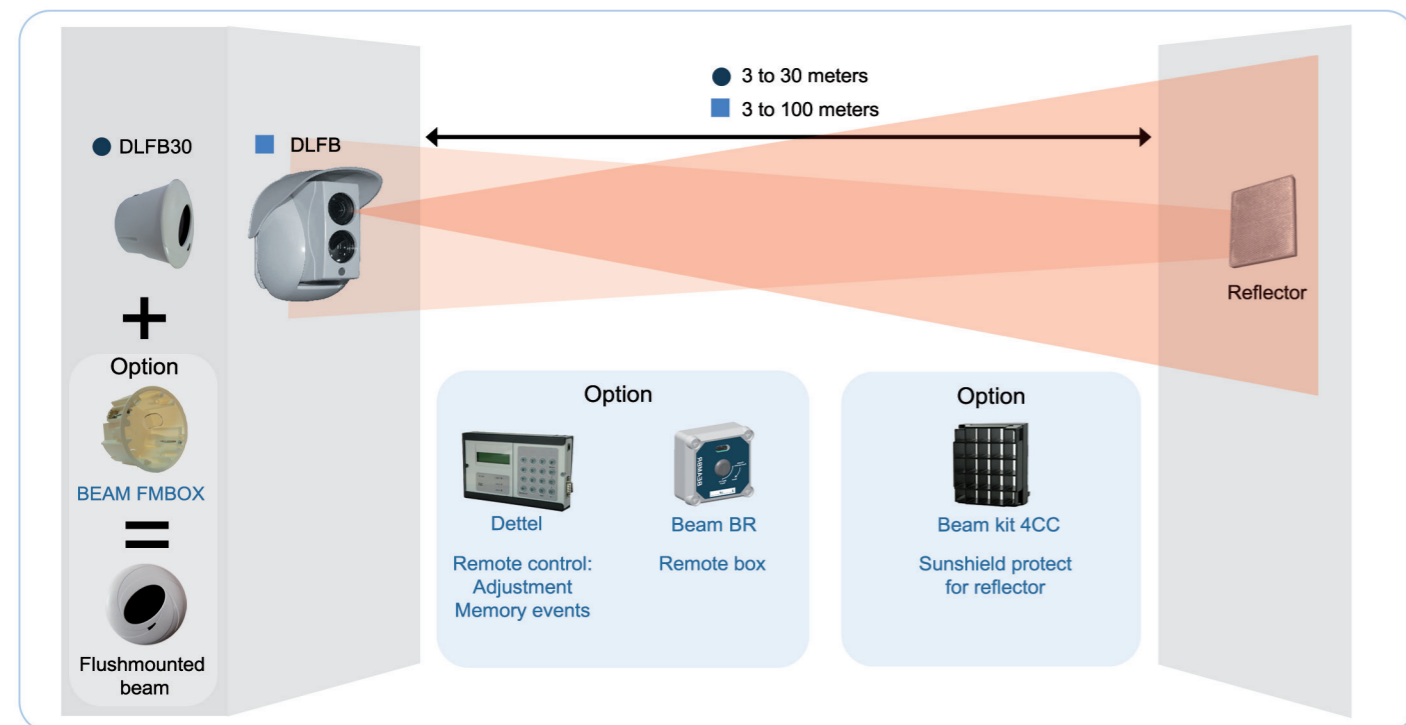 3 to 30 meters
3 to 100 meters
DLFB30
DLFB
Reflector
Option
BEAM FMBOX
Flushmounted
beam
Option
Dettel
Remote control:
Adjustment
Memory events
Beam BR
Remote box
Option
Beam kit 4CC
Sunshield protect
for reflector